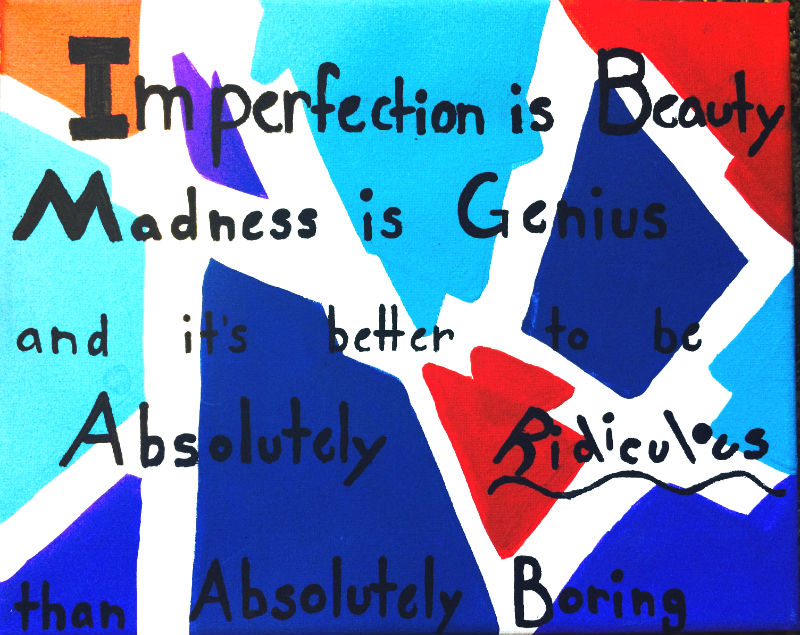 Imperfection is Beauty
Madness is Genius
and it's better to be
Absolutely Ridiculous
than Absolutely Boring